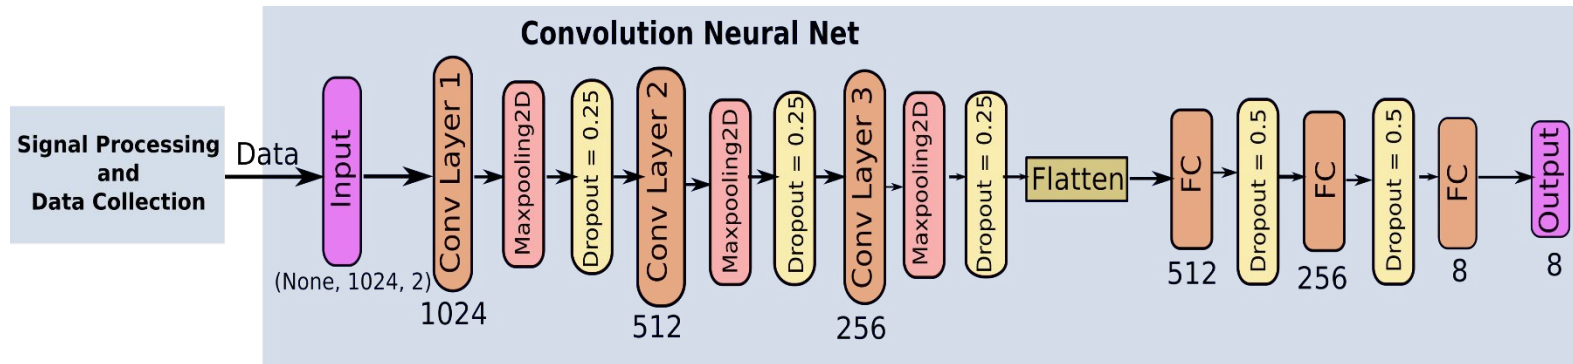 Convolution Neural Net
Signal Processing
and
Data Collection
Data
Input
(None, 1024, 2)
Conv Layer 1
1024
Maxpooling2D
Dropout = 0.25
Conv Layer 2
512
Maxpooling2D
Dropout = 0.25
Conv Layer 3
256
Maxpooling2D
Dropout = 0.25
Flatten
FC
512
Dropout = 0.5
FC
256
Dropout = 0.5
FC
8
Output
8